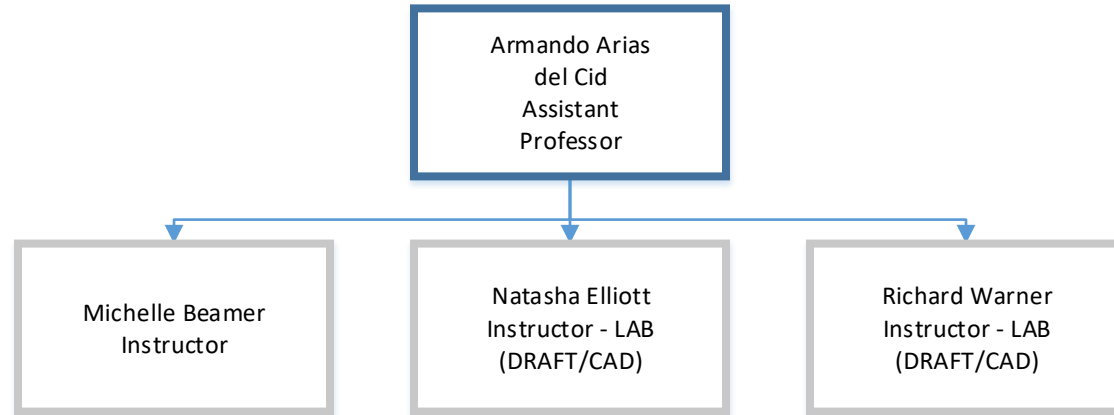 Armando Arias
del Cid
Assistant
Professor
Michelle Beamer
Instructor
Natasha Elliott
Instructor - LAB
(DRAFT/CAD)
Richard Warner
Instructor - LAB
(DRAFT/CAD)